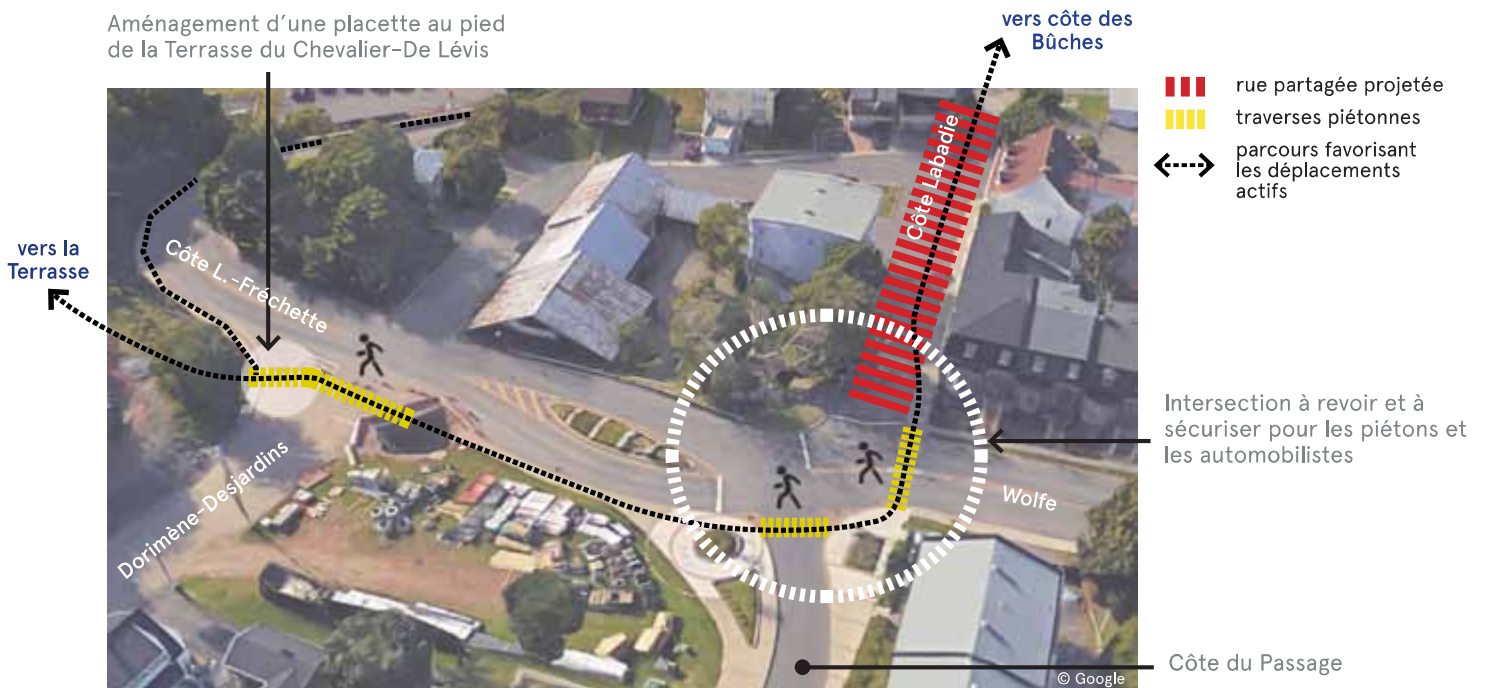 Aménagement d’une placette au pied
de la Terrasse du Chevalier-De Lévis
vers côte des
Bûches
rue partagée projetée
traverses piétonnes
parcours favorisant
les déplacements
actifs
vers la
Terrasse
Côte L.-Fréchette
Côte Labadie
Intersection à revoir et à
sécuriser pour les piétons et
les automobilistes
Wolfe
Dorimène-Desjardins
Côte du Passage
© Google